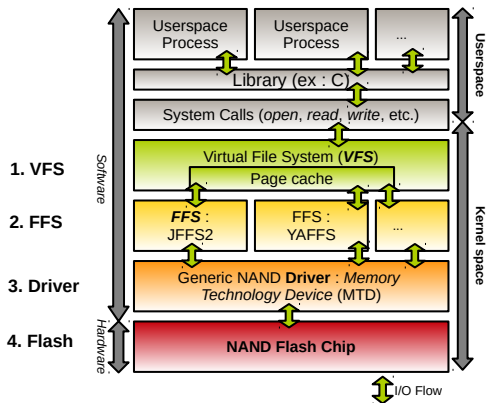 Userspace
Process
Userspace
Process
...
Library (ex : C)
System Calls (open, read, write, etc.)
Userspace
Software
1. VFS
Virtual File System (VFS)
Page cache
2. FFS
FFS :
JFFS2
FFS :
YAFFS
...
Kernel space
3. Driver
Generic NAND Driver : Memory
Technology Device (MTD)
4. Flash
Hardware
NAND Flash Chip
I/O Flow